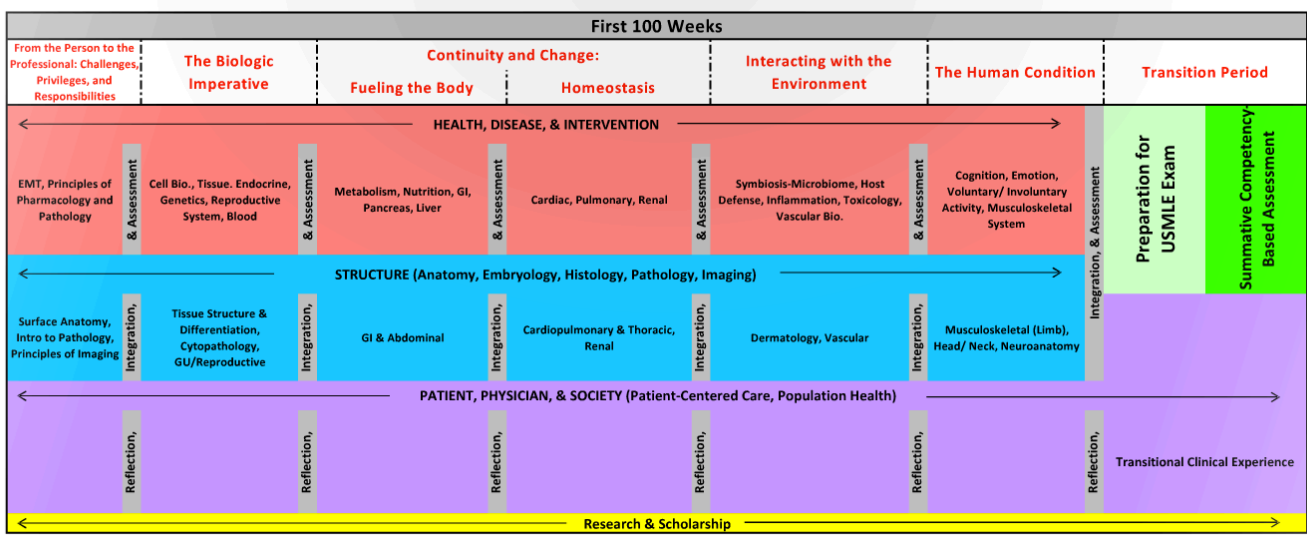 First 100 Weeks
From the Person to the
Professional: Challenges,
Privileges, and
Responsibilities
The Biologic
Imperative
Continuity and Change:
Fueling the Body
Homeostasis
Interacting with the
Environment
The Human Condition
Transition Period
HEALTH, DISEASE, & INTERVENTION
EMT, Principles of
Pharmacology and
Pathology
& Assessment
Cell Bio., Tissue. Endocrine,
Genetics, Reproductive
System, Blood
& Assessment
Metabolism, Nutrition, GI,
Pancreas, Liver
& Assessment
Cardiac, Pulmonary, Renal
& Assessment
Symbiosis-Microbiome, Host
Defense, Inflammation, Toxicology,
Vascular Bio.
& Assessment
Cognition, Emotion,
Voluntary/ Involuntary
Activity, Musculoskeletal
System
Integration, & Assessment
Preparation for
USMLE Exam
Summative Competency-
Based Assessment
STRUCTURE (Anatomy, Embryology, Histology, Pathology, Imaging)
Surface Anatomy,
Intro to Pathology,
Principles of Imaging
Integration,
Tissue Structure &
Differentiation,
Cytopathology,
GU/Reproductive
Integration,
GI & Abdominal
Integration,
Cardiopulmonary & Thoracic,
Renal
Integration,
Dermatology, Vascular
Integration,
Musculoskeletal (Limb),
Head/ Neck, Neuroanatomy
PATIENT, PHYSICIAN, & SOCIETY (Patient-Centered Care, Population Health)
Reflection,
Reflection,
Reflection,
Reflection,
Reflection,
Reflection,
Transitional Clinical Experience
Research & Scholarship